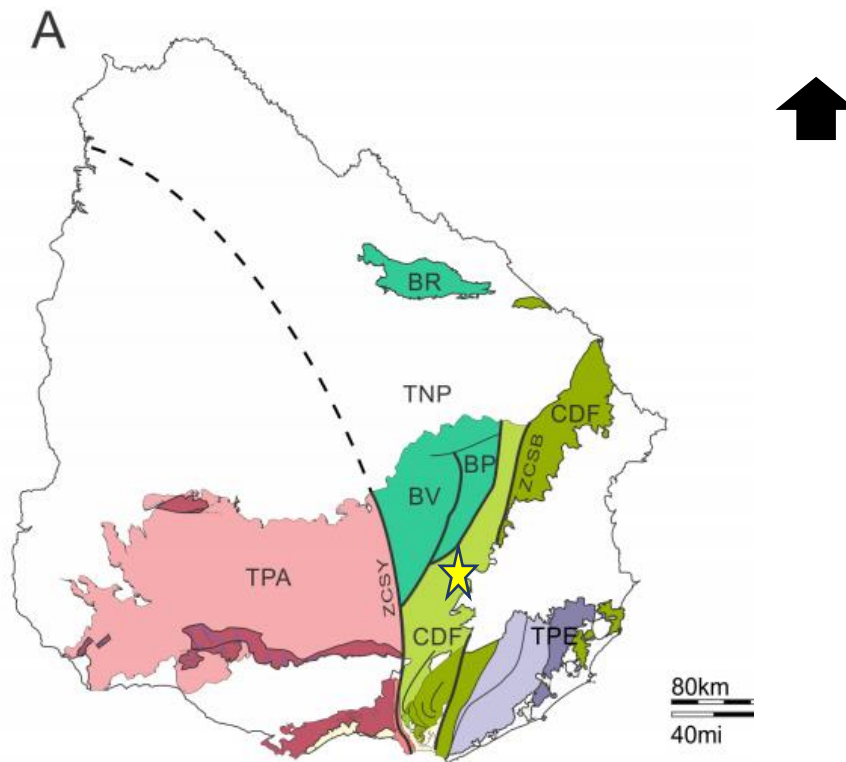 A
BR
TNP
CDF
ZCSB
BP
BV
TPA
ZCSY
CDF
TPE
80km
40mi